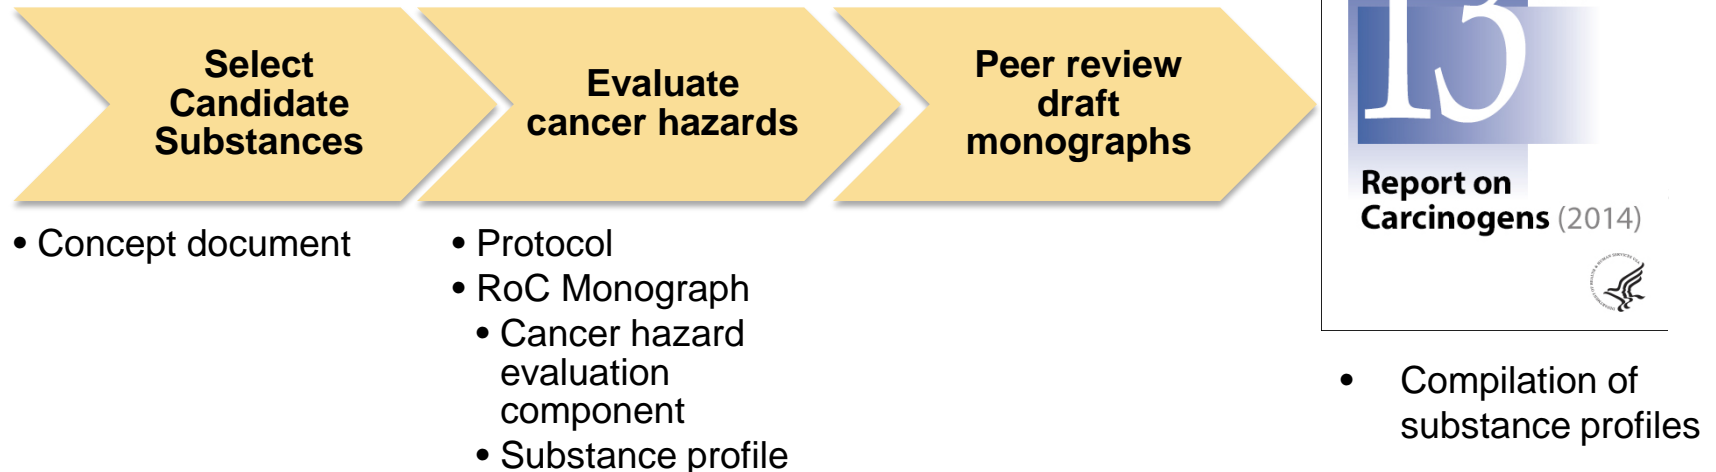 Select
Candidate
Substances
Evaluate
cancer hazards
Peer review
draft
monographs
• Concept document
• Protocol
• RoC Monograph
• Cancer hazard
evaluation
component
• Substance profile
13
Report on
Carcinogens (2014)
• Compilation of
substance profiles